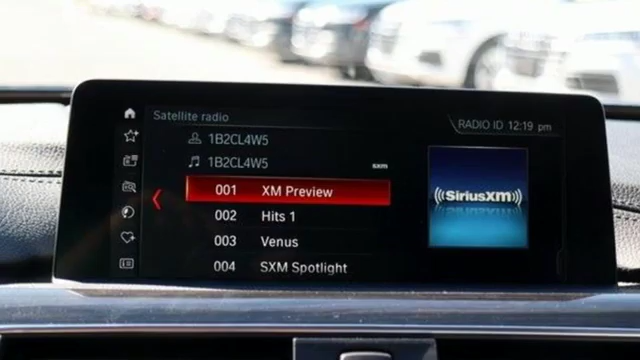 Satellite radio
RADIO ID 12:19 pm
1B2CL4W5
1B2CL4W5
sxm
001 XM Preview
002 Hits 1
003 Venus
004 SXM Spotlight
((SiriusXM))